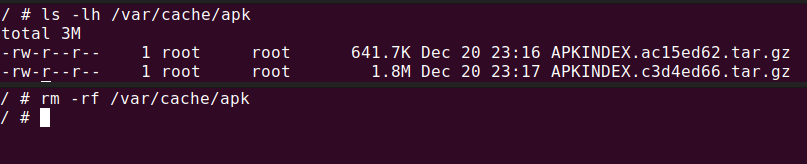 / # ls -lh /var/cache/apk
total 3M
-rw-r--r--    1 root     root      641.7K Dec 20 23:16 APKINDEX.ac15ed62.tar.gz
-rw-r--r--    1 root     root        1.8M Dec 20 23:17 APKINDEX.c3d4ed66.tar.gz
/ # rm -rf /var/cache/apk
/ #